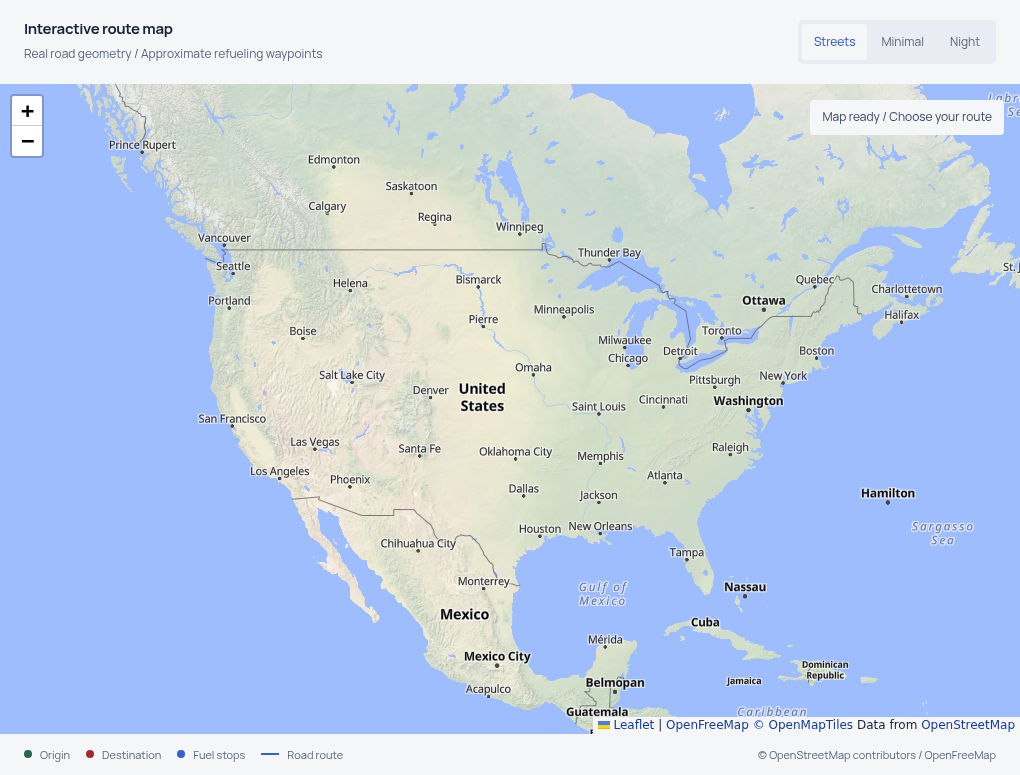 Interactive route map
Real road geometry / Approximate refueling waypoints
Streets
Minimal
Night
+
−
Map ready / Choose your route
Prince Rupert
Edmonton
Saskatoon
Calgary
Regina
Winnipeg
Vancouver
Seattle
Thunder Bay
Helena
Bismarck
Quebec
Charlottetown
Portland
Minneapolis
Ottawa
Halifax
Pierre
Boise
Toronto
Milwaukee
Chicago
Detroit
Boston
Salt Lake City
Omaha
Denver
United
States
Pittsburgh
New York
Cincinnati
Washington
Saint Louis
San Francisco
Las Vegas
Santa Fe
Oklahoma City
Memphis
Raleigh
Los Angeles
Phoenix
Atlanta
Dallas
Jackson
Hamilton
Houston
New Orleans
Sargasso
Sea
Chihuahua City
Tampa
Monterrey
Gulf of
Mexico
Nassau
Mexico
Cuba
Mérida
Mexico City
Dominican
Republic
Jamaica
Acapulco
Belmopan
Guatemala
Caribbean
Leaflet | OpenFreeMap © OpenMapTiles Data from OpenStreetMap
Origin
Destination
Fuel stops
Road route
© OpenStreetMap contributors / OpenFreeMap